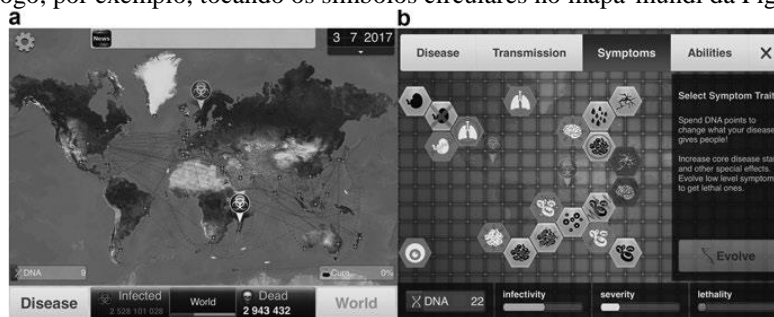 ogo, por exemplo, tocando os símbolos circulares no mapa-múndi da Fig
a
News
3 7 2017
DNA 9
0%
Disease
Infected
2 528 101 028
World
Dead
2 943 432
World
b
Disease Transmission Symptoms Abilities X
Select Symptom Trait
Spend DNA points to
change what your disease
gives people!
Increase core disease stat
and other special effects.
Evolve low level symptom
to get lethal ones.
Evolve
DNA 22
infectivity
severity
lethality